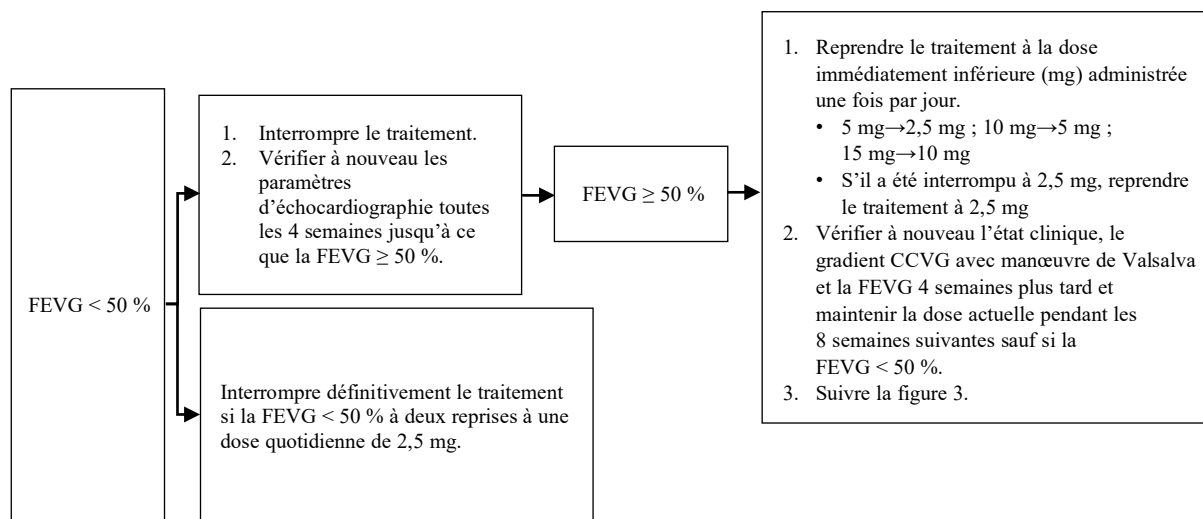 FEVG < 50 %
1. Interrompre le traitement.
2. Vérifier à nouveau les
paramètres
d’échocardiographie toutes
les 4 semaines jusqu’à ce
que la FEVG ≥ 50 %.
Interrompre définitivement le traitement
si la FEVG < 50 % à deux reprises à une
dose quotidienne de 2,5 mg.
FEVG ≥ 50 %
1. Reprendre le traitement à la dose
immédiatement inférieure (mg) administrée
une fois par jour.
• 5 mg→2,5 mg ; 10 mg→5 mg ;
15 mg→10 mg
• S’il a été interrompu à 2,5 mg, reprendre
le traitement à 2,5 mg
2. Vérifier à nouveau l’état clinique, le
gradient CCVG avec manœuvre de Valsalva
et la FEVG 4 semaines plus tard et
maintenir la dose actuelle pendant les
8 semaines suivantes sauf si la
FEVG < 50 %.
3. Suivre la figure 3.